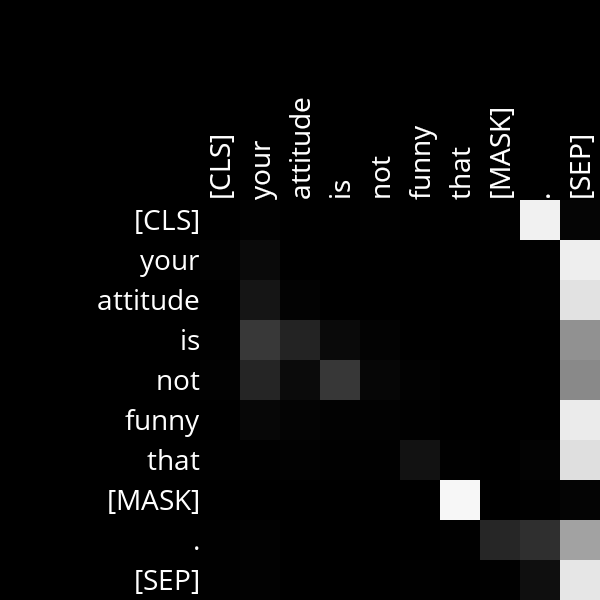 [CLS]
your
attitude
is
not
funny
that
[MASK]
.
[SEP]
[CLS]
your
attitude
is
not
funny
that
[MASK]
.
[SEP]